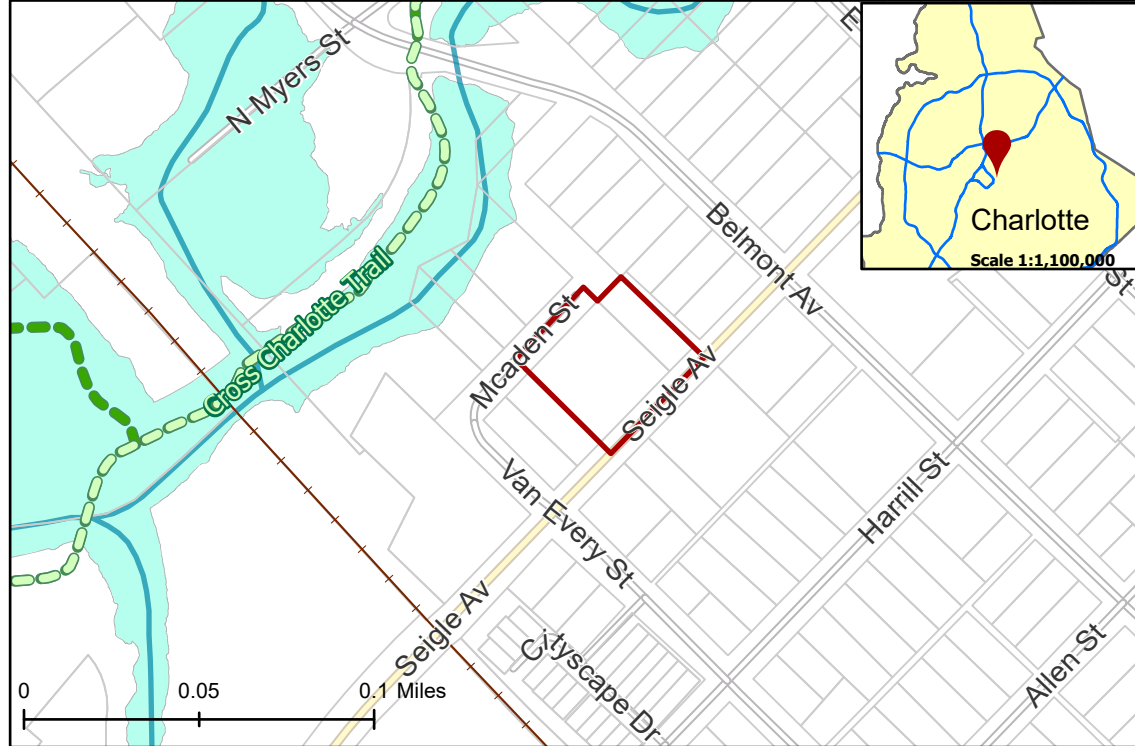 N Myers St
E
Charlotte
Scale 1:1,100,000
St
Belmont Av
Cross Charlotte Trail
Mcaden St
Seigle Av
Van Every St
Harrill St
Seigle Av
Cityscape Dr
Allen St
0 0.05 0.1 Miles